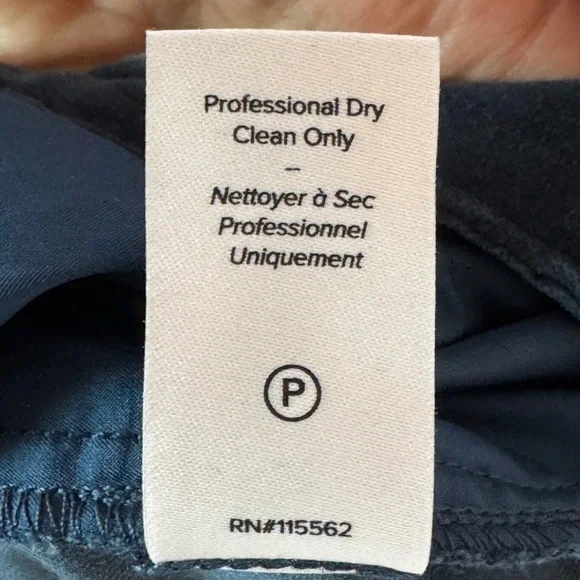 Professional Dry
Clean Only
–
Nettoyer à Sec
Professionnel
Uniquement
P
RN#115562